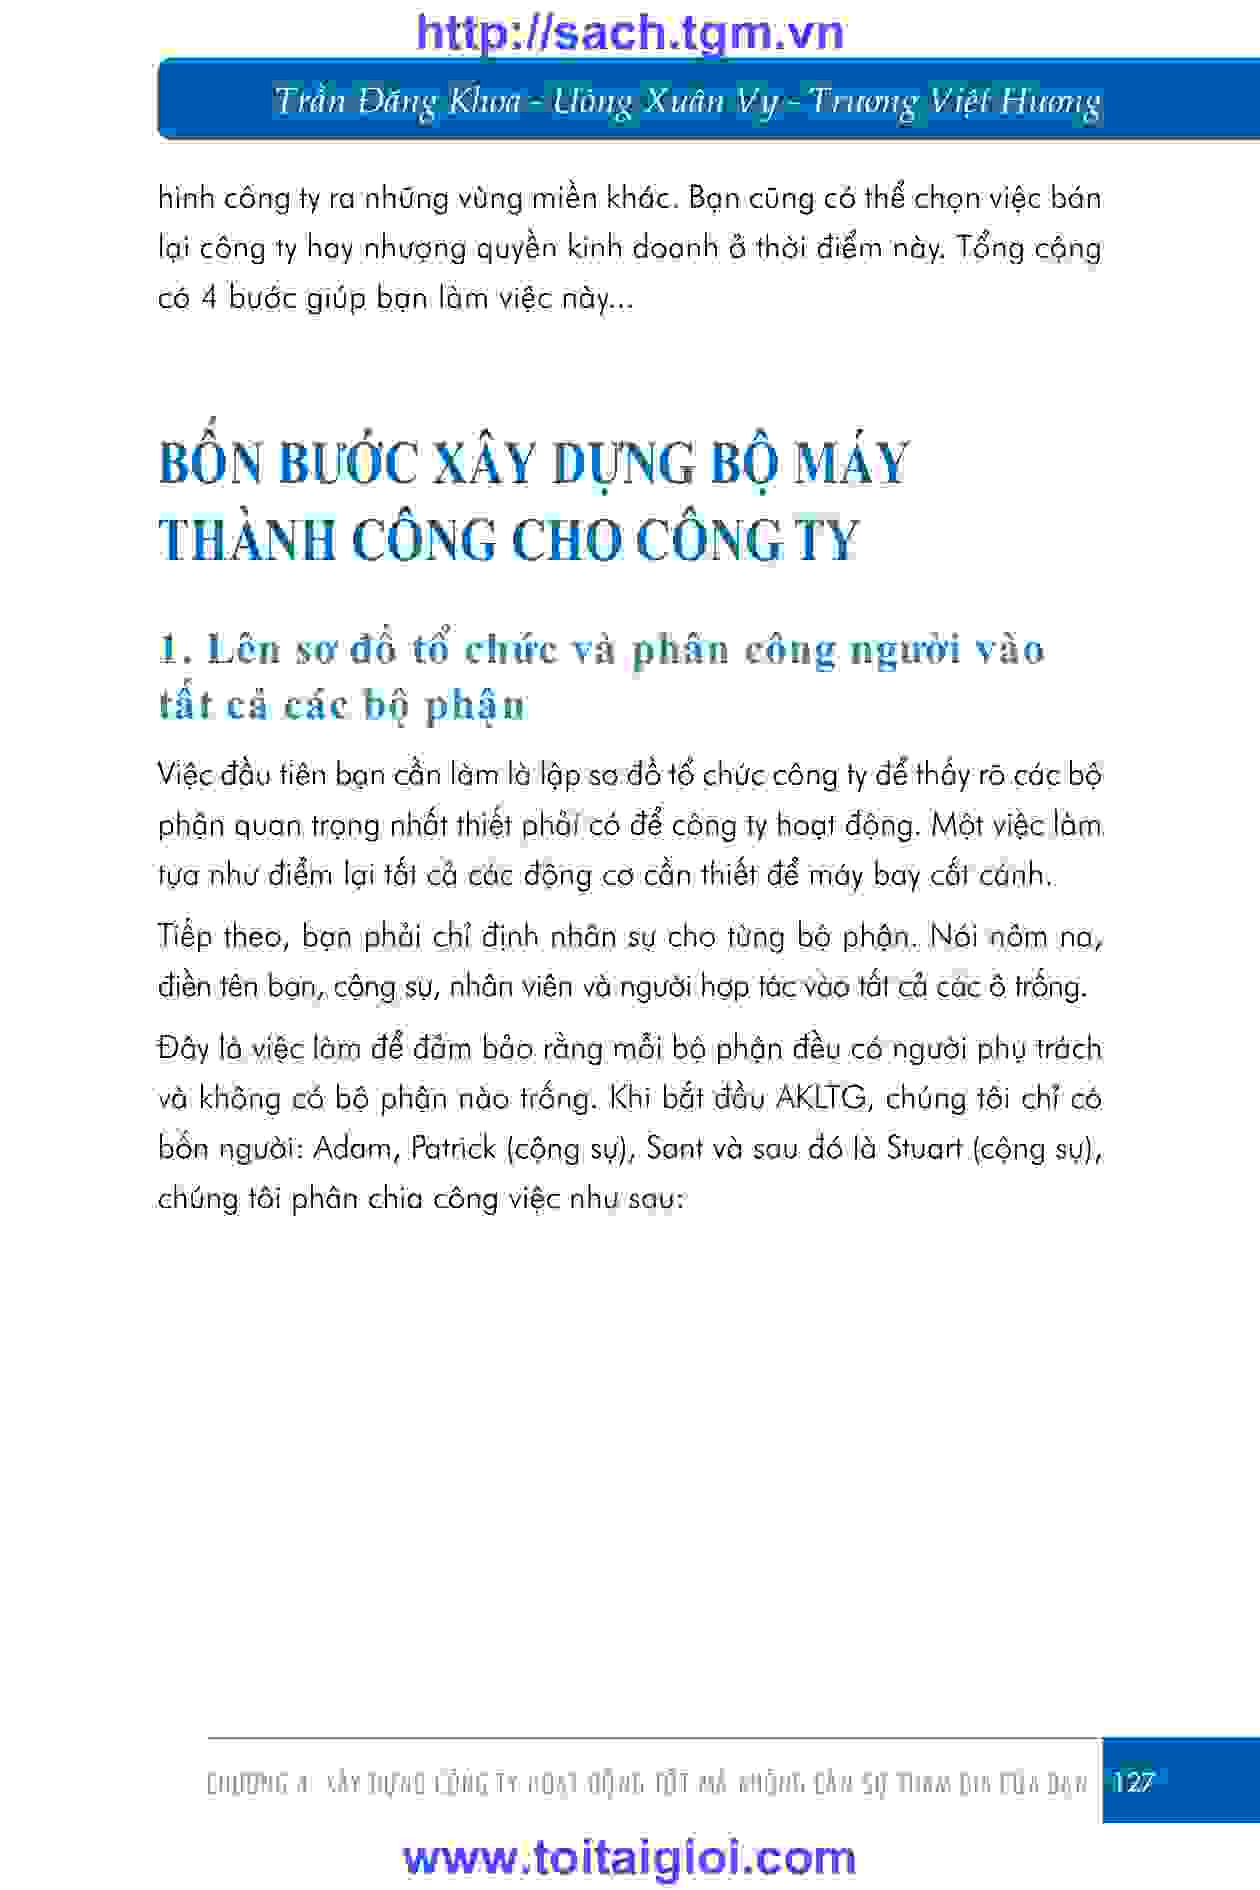 http://sach.tgm.vn
Trần Đăng Khoa - Uông Xuân Vy - Trương Việt Hương
hình công ty ra những vùng miền khác. Bạn cũng có thể chọn việc bán
lại công ty hay nhượng quyền kinh doanh ở thời điểm này. Tổng cộng
có 4 bước giúp bạn làm việc này...
BỐN BƯỚC XÂY DỰNG BỘ MÁY
THÀNH CÔNG CHO CÔNG TY
1. Lên sơ đồ tổ chức và phân công người vào
tất cả các bộ phận
Việc đầu tiên bạn cần làm là lập sơ đồ tổ chức công ty để thấy rõ các bộ
phận quan trọng nhất thiết phải có để công ty hoạt động. Một việc làm
tựa như điểm lại tất cả các động cơ cần thiết để máy bay cất cánh.
Tiếp theo, bạn phải chỉ định nhân sự cho từng bộ phận. Nói nôm na,
điền tên bạn, cộng sự, nhân viên và người hợp tác vào tất cả các ô trống.
Đây là việc làm để đảm bảo rằng mỗi bộ phận đều có người phụ trách
và không có bộ phận nào trống. Khi bắt đầu AKLTG, chúng tôi chỉ có
bốn người: Adam, Patrick (cộng sự), Sant và sau đó là Stuart (cộng sự),
chúng tôi phân chia công việc như sau:
CHƯƠNG 4: XÂY DỰNG CÔNG TY HOẠT ĐỘNG TỐT MÀ KHÔNG CẦN SỰ THAM GIA CỦA BẠN 127
www.toitaigioi.com